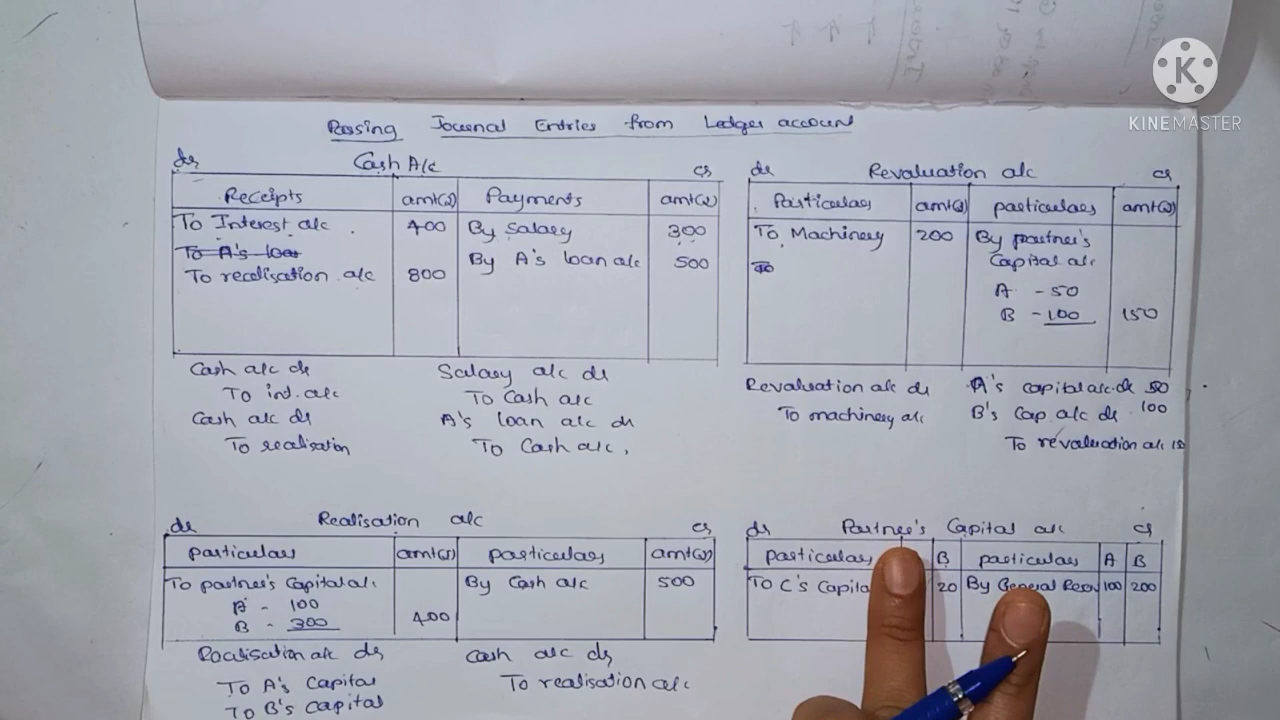 KINEMASTER
Passing Journal Entries from Ledger account
dr Cash A/c cr
Receipts amt(₹) Payments amt(₹)
To Interest a/c 400 By Salary 300
To A's loan
By A's loan a/c 500
To realisation a/c 800
Cash a/c dr
To int. a/c
Cash a/c dr
To realisation
Salary a/c dr
To Cash a/c
A's loan a/c dr
To Cash a/c
dr Revaluation a/c cr
Particulars amt(₹) particulars amt(₹)
To Machinery 200 By partner's
To Capital a/c
A - 50
B - 100 150
Revaluation a/c dr
To machinery a/c
A's capital a/c dr 50
B's Cap a/c dr 100
To revaluation a/c
dr Realisation a/c cr
particulars amt(₹) particulars amt(₹)
To partner's Capital a/c By Cash a/c 500
A - 100
B - 300 400
Realisation a/c dr
To A's Capital
To B's Capital
Cash a/c dr
To realisation a/c
dr Partner's Capital a/c cr
particulars B particulars A B
To C's Capita 20 By General Reser 100 200